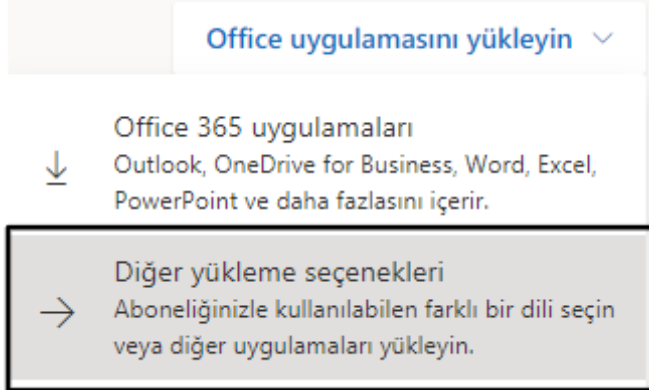 Office uygulamasını yükleyin
Office 365 uygulamaları
Outlook, OneDrive for Business, Word, Excel,
PowerPoint ve daha fazlasını içerir.
Diğer yükleme seçenekleri
Aboneliğinizle kullanılabilen farklı bir dili seçin
veya diğer uygulamaları yükleyin.